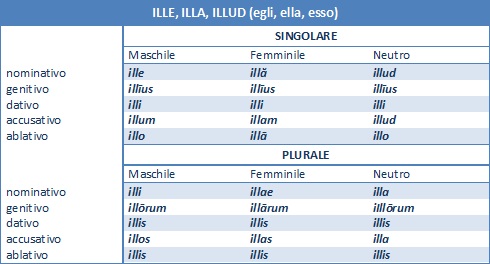 ILLE, ILLA, ILLUD (egli, ella, esso)
SINGOLARE
Maschile Femminile Neutro
nominativo ille illă illud
genitivo illīus illīus illīus
dativo illi illi illi
accusativo illum illam illud
ablativo illo illā illo
PLURALE
Maschile Femminile Neutro
nominativo illi illae illa
genitivo illōrum illārum illlōrum
dativo illis illis illis
accusativo illos illas illa
ablativo illis illis illis